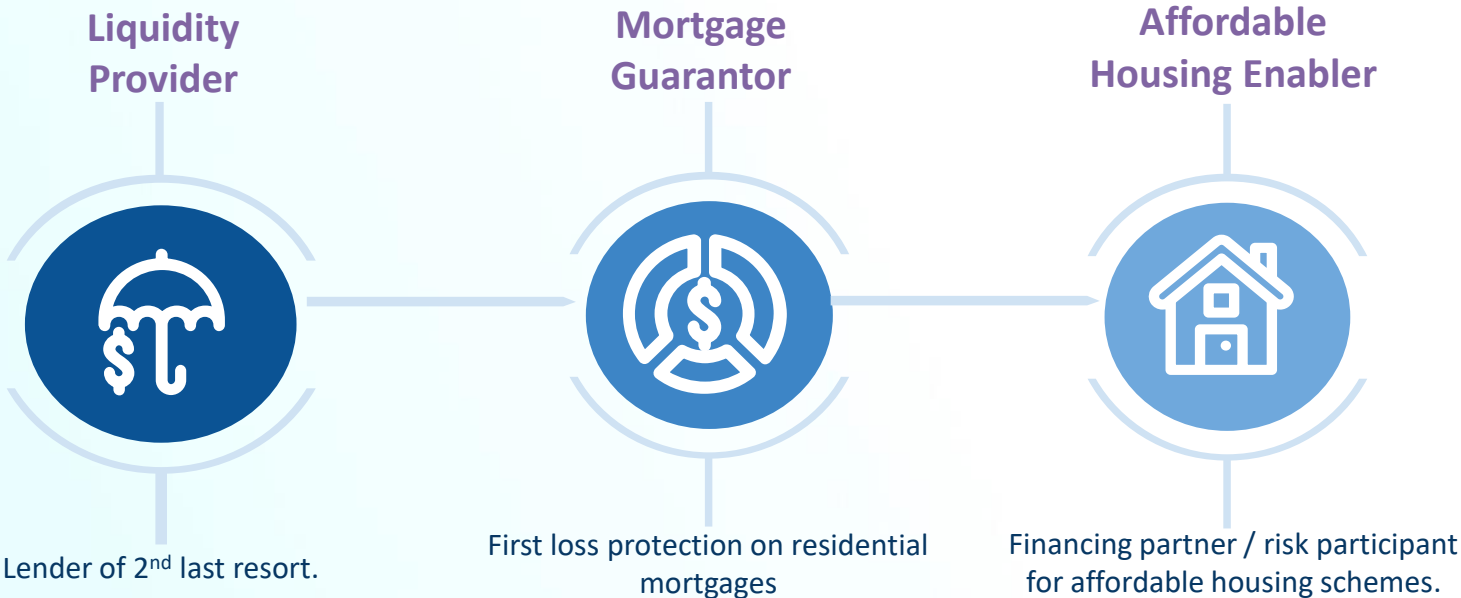 Liquidity
Provider
Mortgage
Guarantor
Affordable
Housing Enabler
$
$
Lender of 2nd last resort.
First loss protection on residential
mortgages
Financing partner / risk participant
for affordable housing schemes.